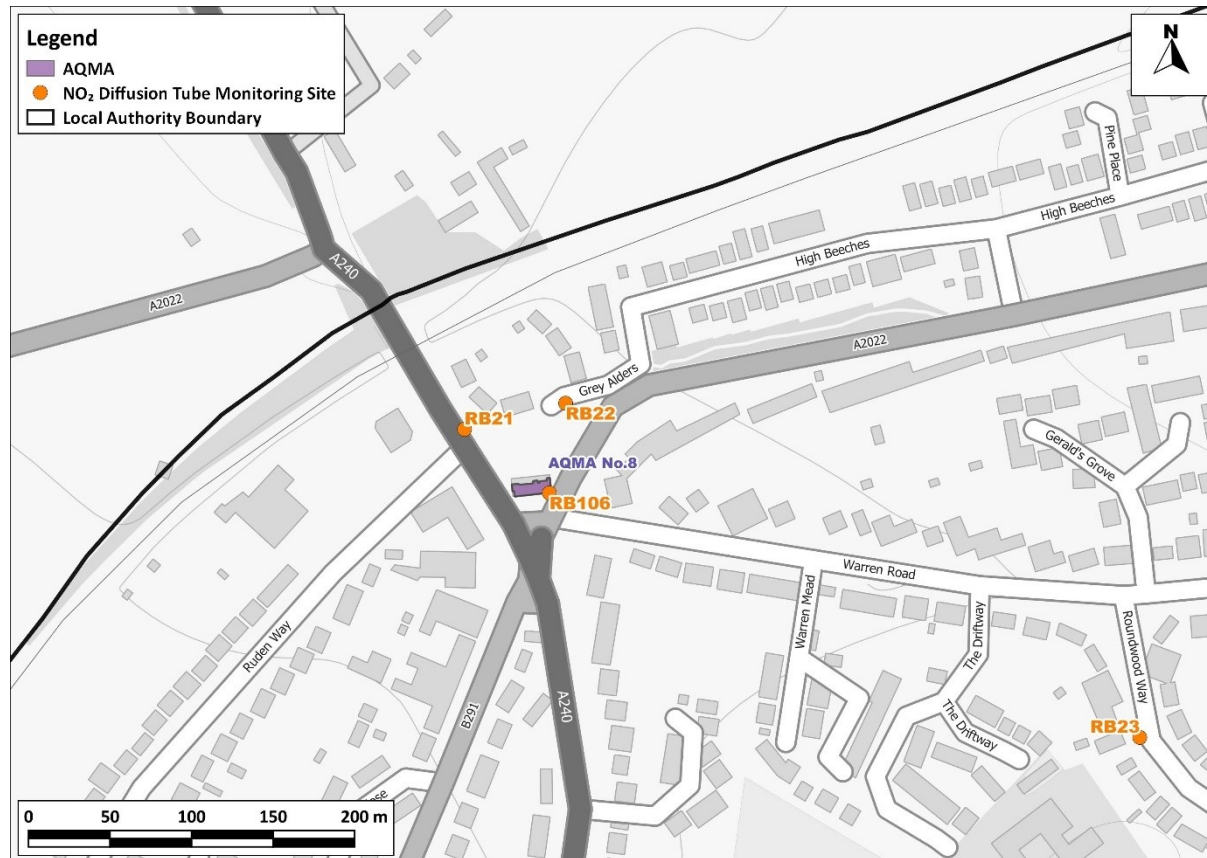 Legend
AQMA
NO₂ Diffusion Tube Monitoring Site
Local Authority Boundary
N
Pine Place
High Beeches
High Beeches
A240
A2022
A2022
Grey Alders
RB21
RB22
AQMA No.8
RB106
Gerald's Grove
Warren Road
Warren Mead
The Driftway
Roundwood Way
Ruden Way
B291
A240
The Driftway
RB23
0 50 100 150 200 m